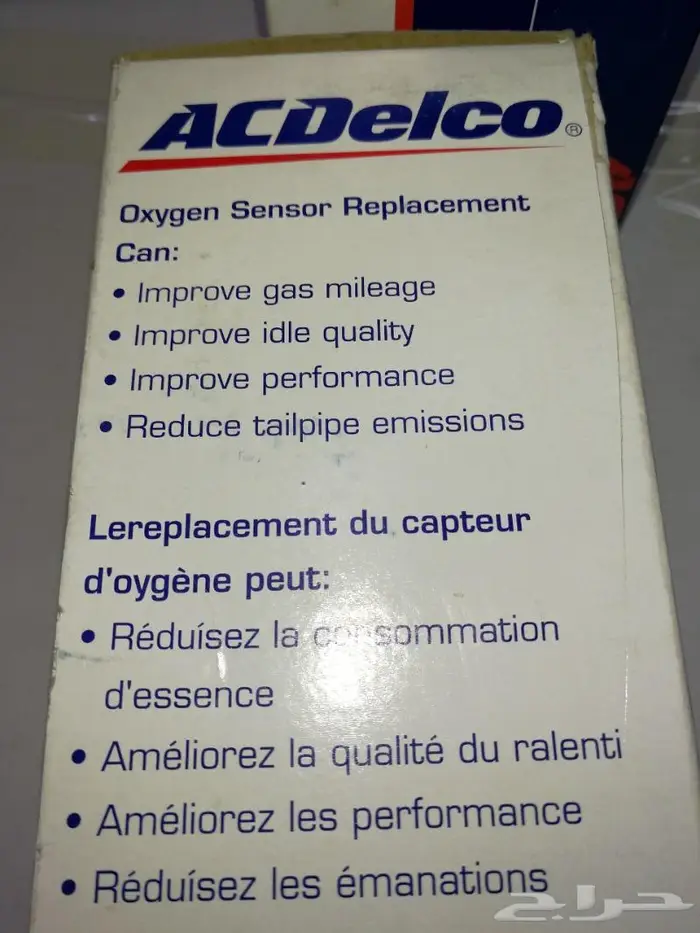 ACDelco®
Oxygen Sensor Replacement
Can:
• Improve gas mileage
• Improve idle quality
• Improve performance
• Reduce tailpipe emissions
Lereplacement du capteur
d'oygène peut:
• Réduísez la consommation
d'essence
• Améliorez la qualité du ralenti
• Améliorez les performance
• Réduísez les émanations
حراج